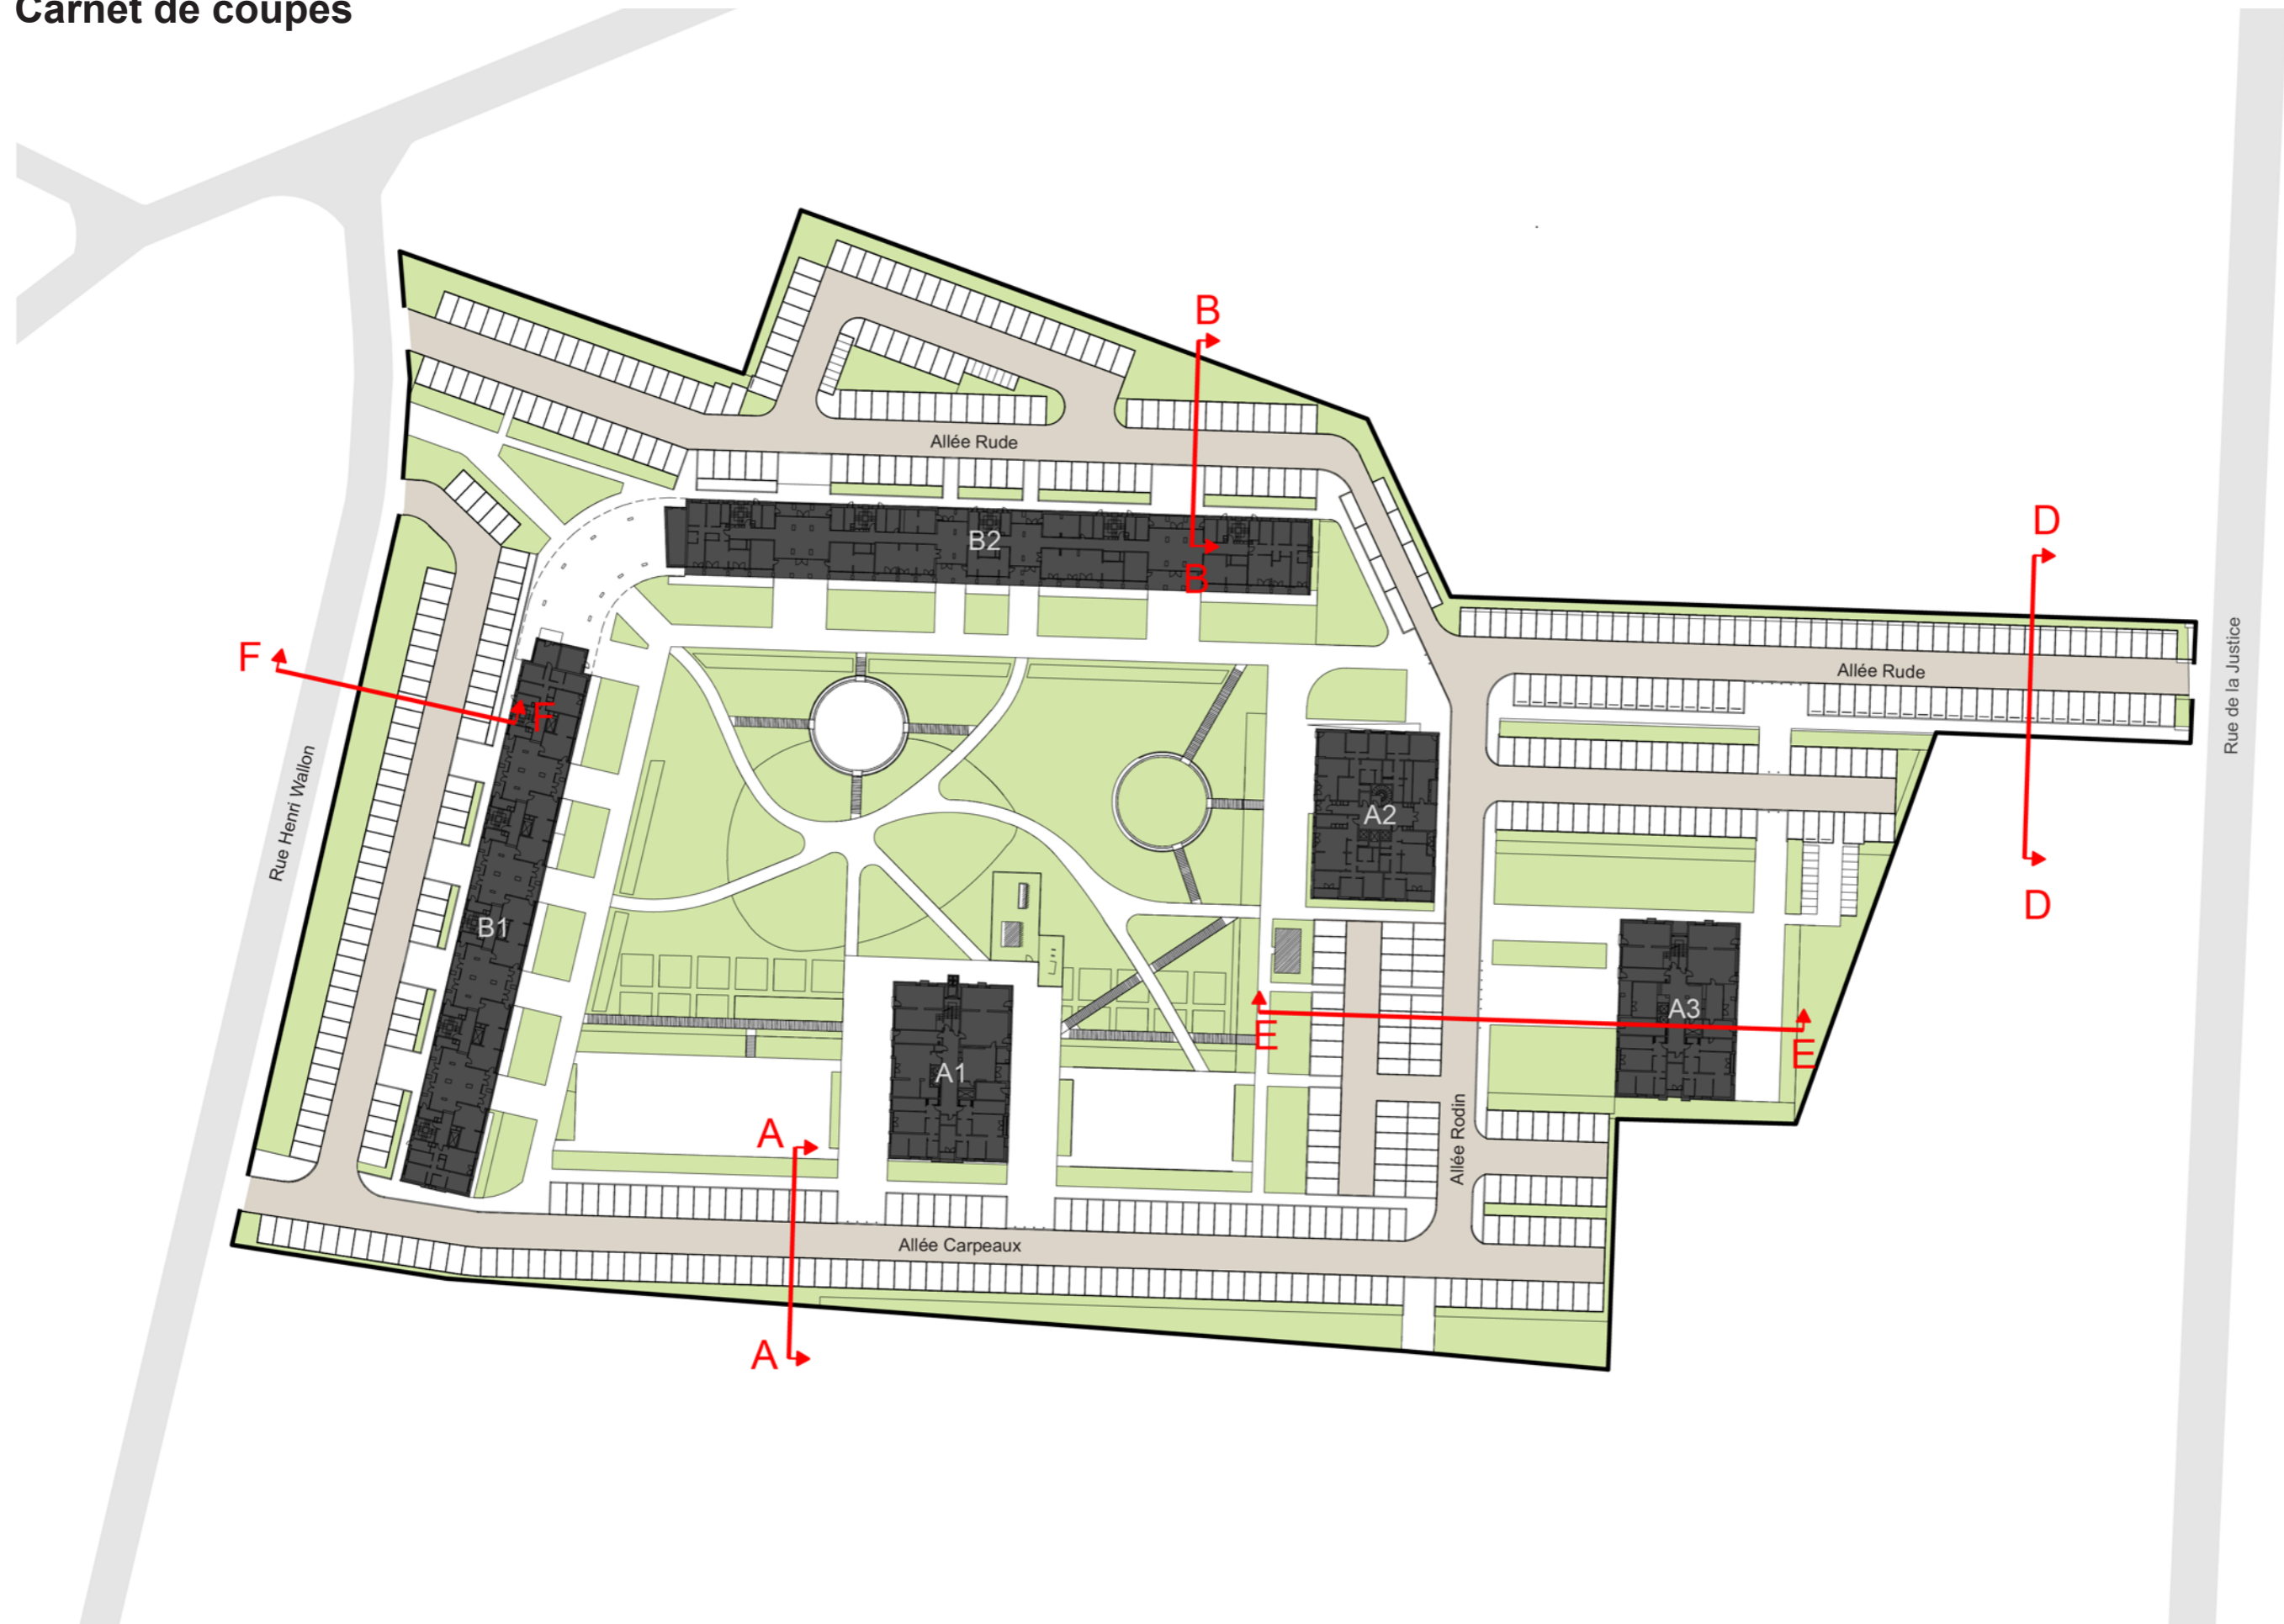 Carnet de coupes
B
Allée Rude
D
B2
B
F
Rue de la Justice
Allée Rude
F
Rue Henri Wallon
A2
D
B1
A3
E
E
A1
A
Allée Rodin
Allée Carpeaux
A